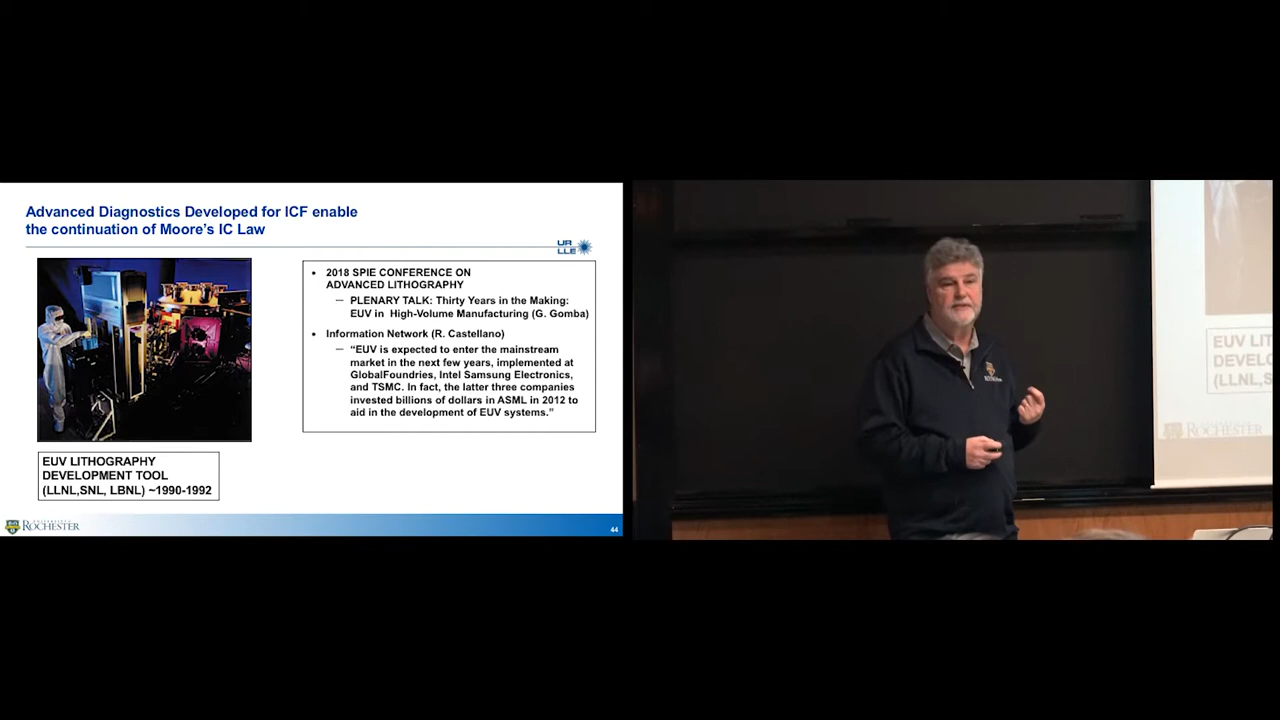 Advanced Diagnostics Developed for ICF enable
the continuation of Moore's IC Law
UR
LLE
• 2018 SPIE CONFERENCE ON
ADVANCED LITHOGRAPHY
– PLENARY TALK: Thirty Years in the Making:
EUV in High-Volume Manufacturing (G. Gomba)
• Information Network (R. Castellano)
– “EUV is expected to enter the mainstream
market in the next few years, implemented at
GlobalFoundries, Intel Samsung Electronics,
and TSMC. In fact, the latter three companies
invested billions of dollars in ASML in 2012 to
aid in the development of EUV systems.”
EUV LITHOGRAPHY
DEVELOPMENT TOOL
(LLNL,SNL, LBNL) ~1990-1992
UNIVERSITY of
ROCHESTER
44
EUV LIT
DEVELO
(LLNL,S
ROCHESTER